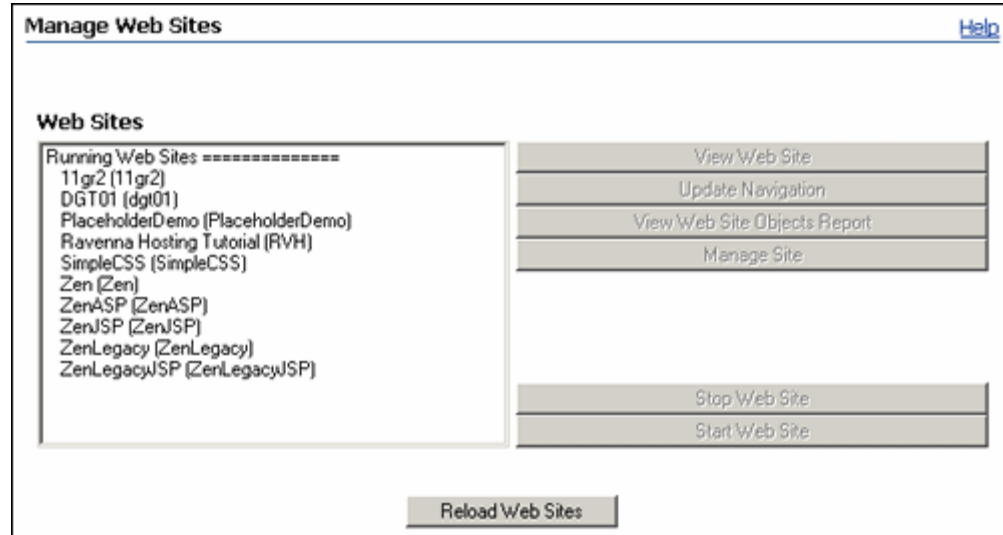 Manage Web Sites
Help
Web Sites
Running Web Sites ==============
11gr2 (11gr2)
DGT01 (dgt01)
PlaceholderDemo (PlaceholderDemo)
Ravenna Hosting Tutorial (RVH)
SimpleCSS (SimpleCSS)
Zen (Zen)
ZenASP (ZenASP)
ZenJSP (ZenJSP)
ZenLegacy (ZenLegacy)
ZenLegacyJSP (ZenLegacyJSP)
View Web Site
Update Navigation
View Web Site Objects Report
Manage Site
Stop Web Site
Start Web Site
Reload Web Sites